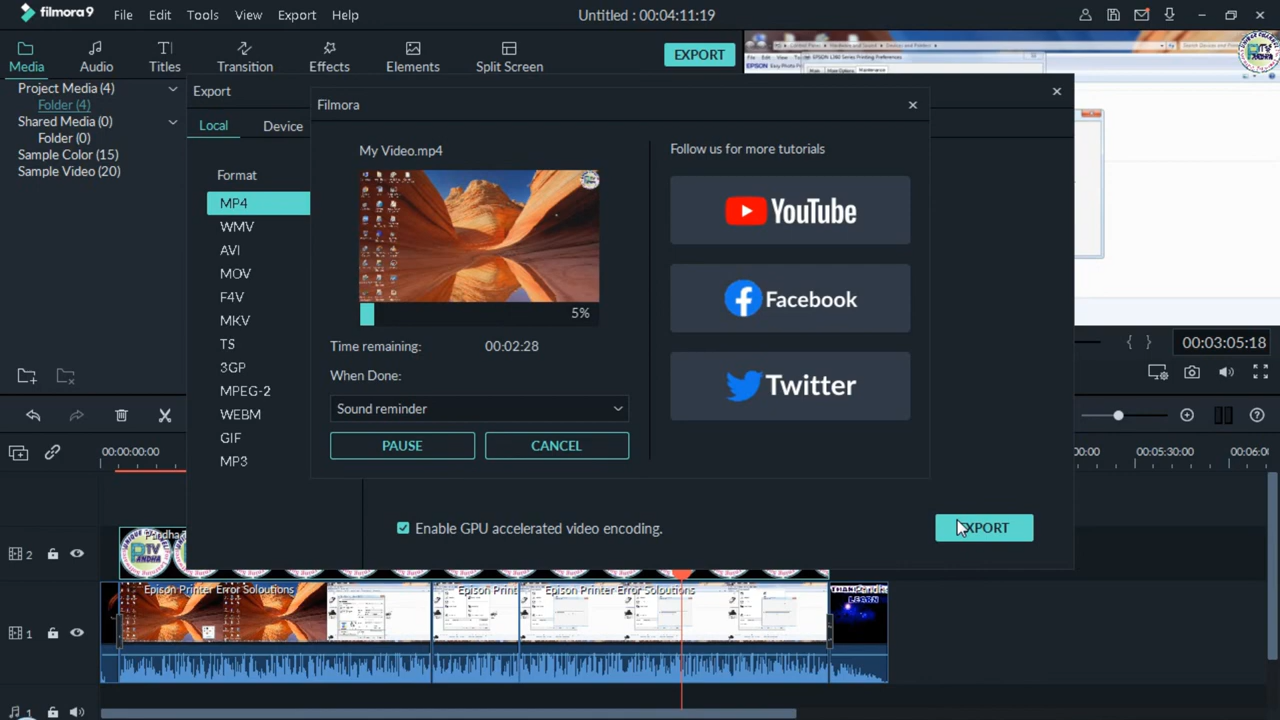 filmora9 File Edit Tools View Export Help Untitled : 00:04:11:19
Media Titles Transition Effects Elements Split Screen EXPORT
Project Media (4)
Folder (4)
Shared Media (0)
Folder (0)
Sample Color (15)
Sample Video (20)
Export
Local Device
Format
MP4
WMV
AVI
MOV
F4V
MKV
TS
3GP
MPEG-2
WEBM
GIF
MP3
Filmora
My Video.mp4
5%
Time remaining: 00:02:28
When Done:
Sound reminder
PAUSE CANCEL
Follow us for more tutorials
YouTube
Facebook
Twitter
Enable GPU accelerated video encoding.
EXPORT
00:03:05:18
00:00:00:00 00:05:30:00
2
1
Epison Printer Error Soloutions Epison Print Epison Printer Error Soloutions
LEARN
1